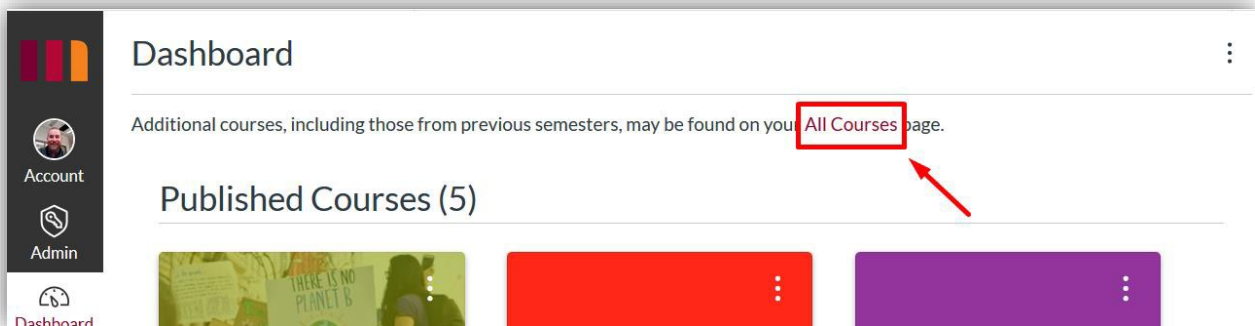 Dashboard
Additional courses, including those from previous semesters, may be found on your All Courses page.
Account
Published Courses (5)
Admin
THERE IS NO
PLANET B
Dashboard